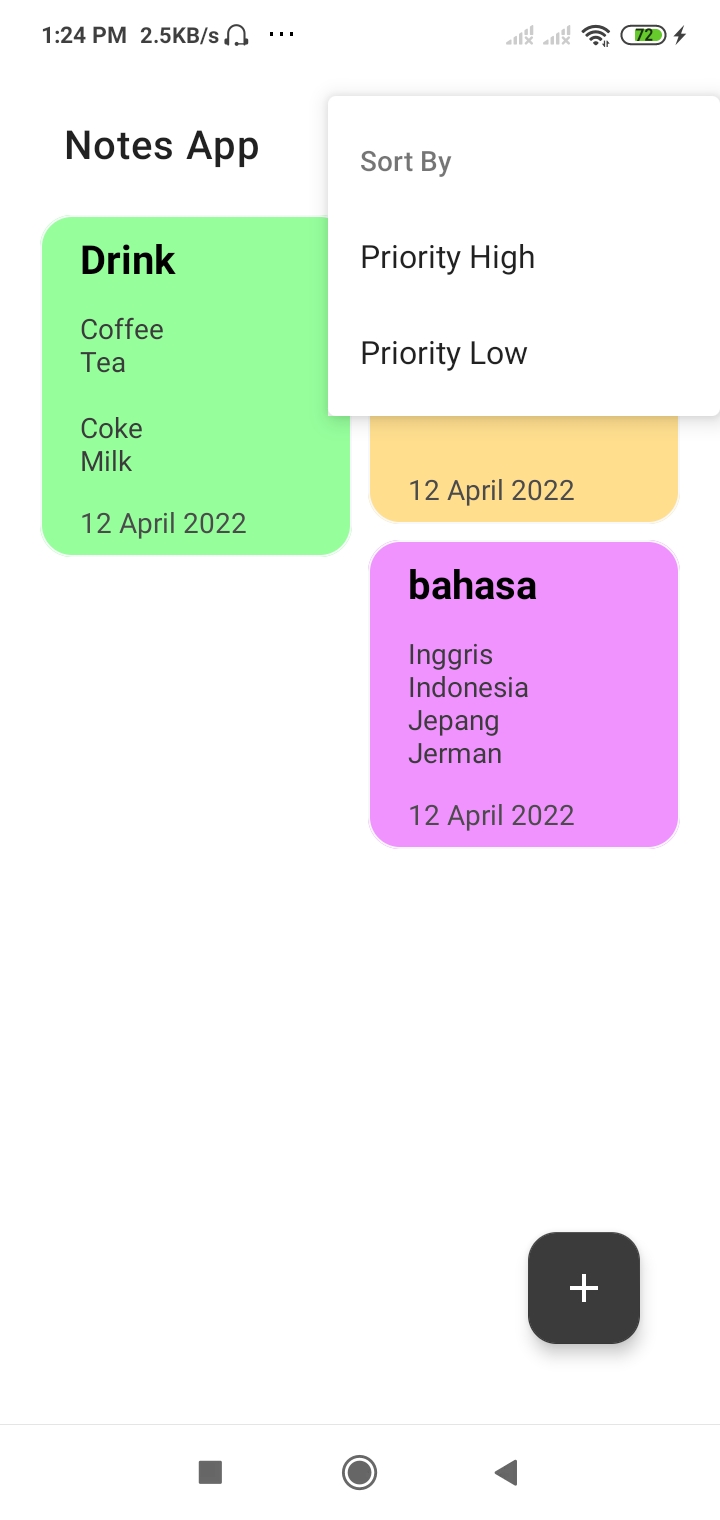 1:24 PM 2.5KB/s
72
Notes App
Sort By
Priority High
Priority Low
Drink
Coffee
Tea
Coke
Milk
12 April 2022
12 April 2022
bahasa
Inggris
Indonesia
Jepang
Jerman
12 April 2022